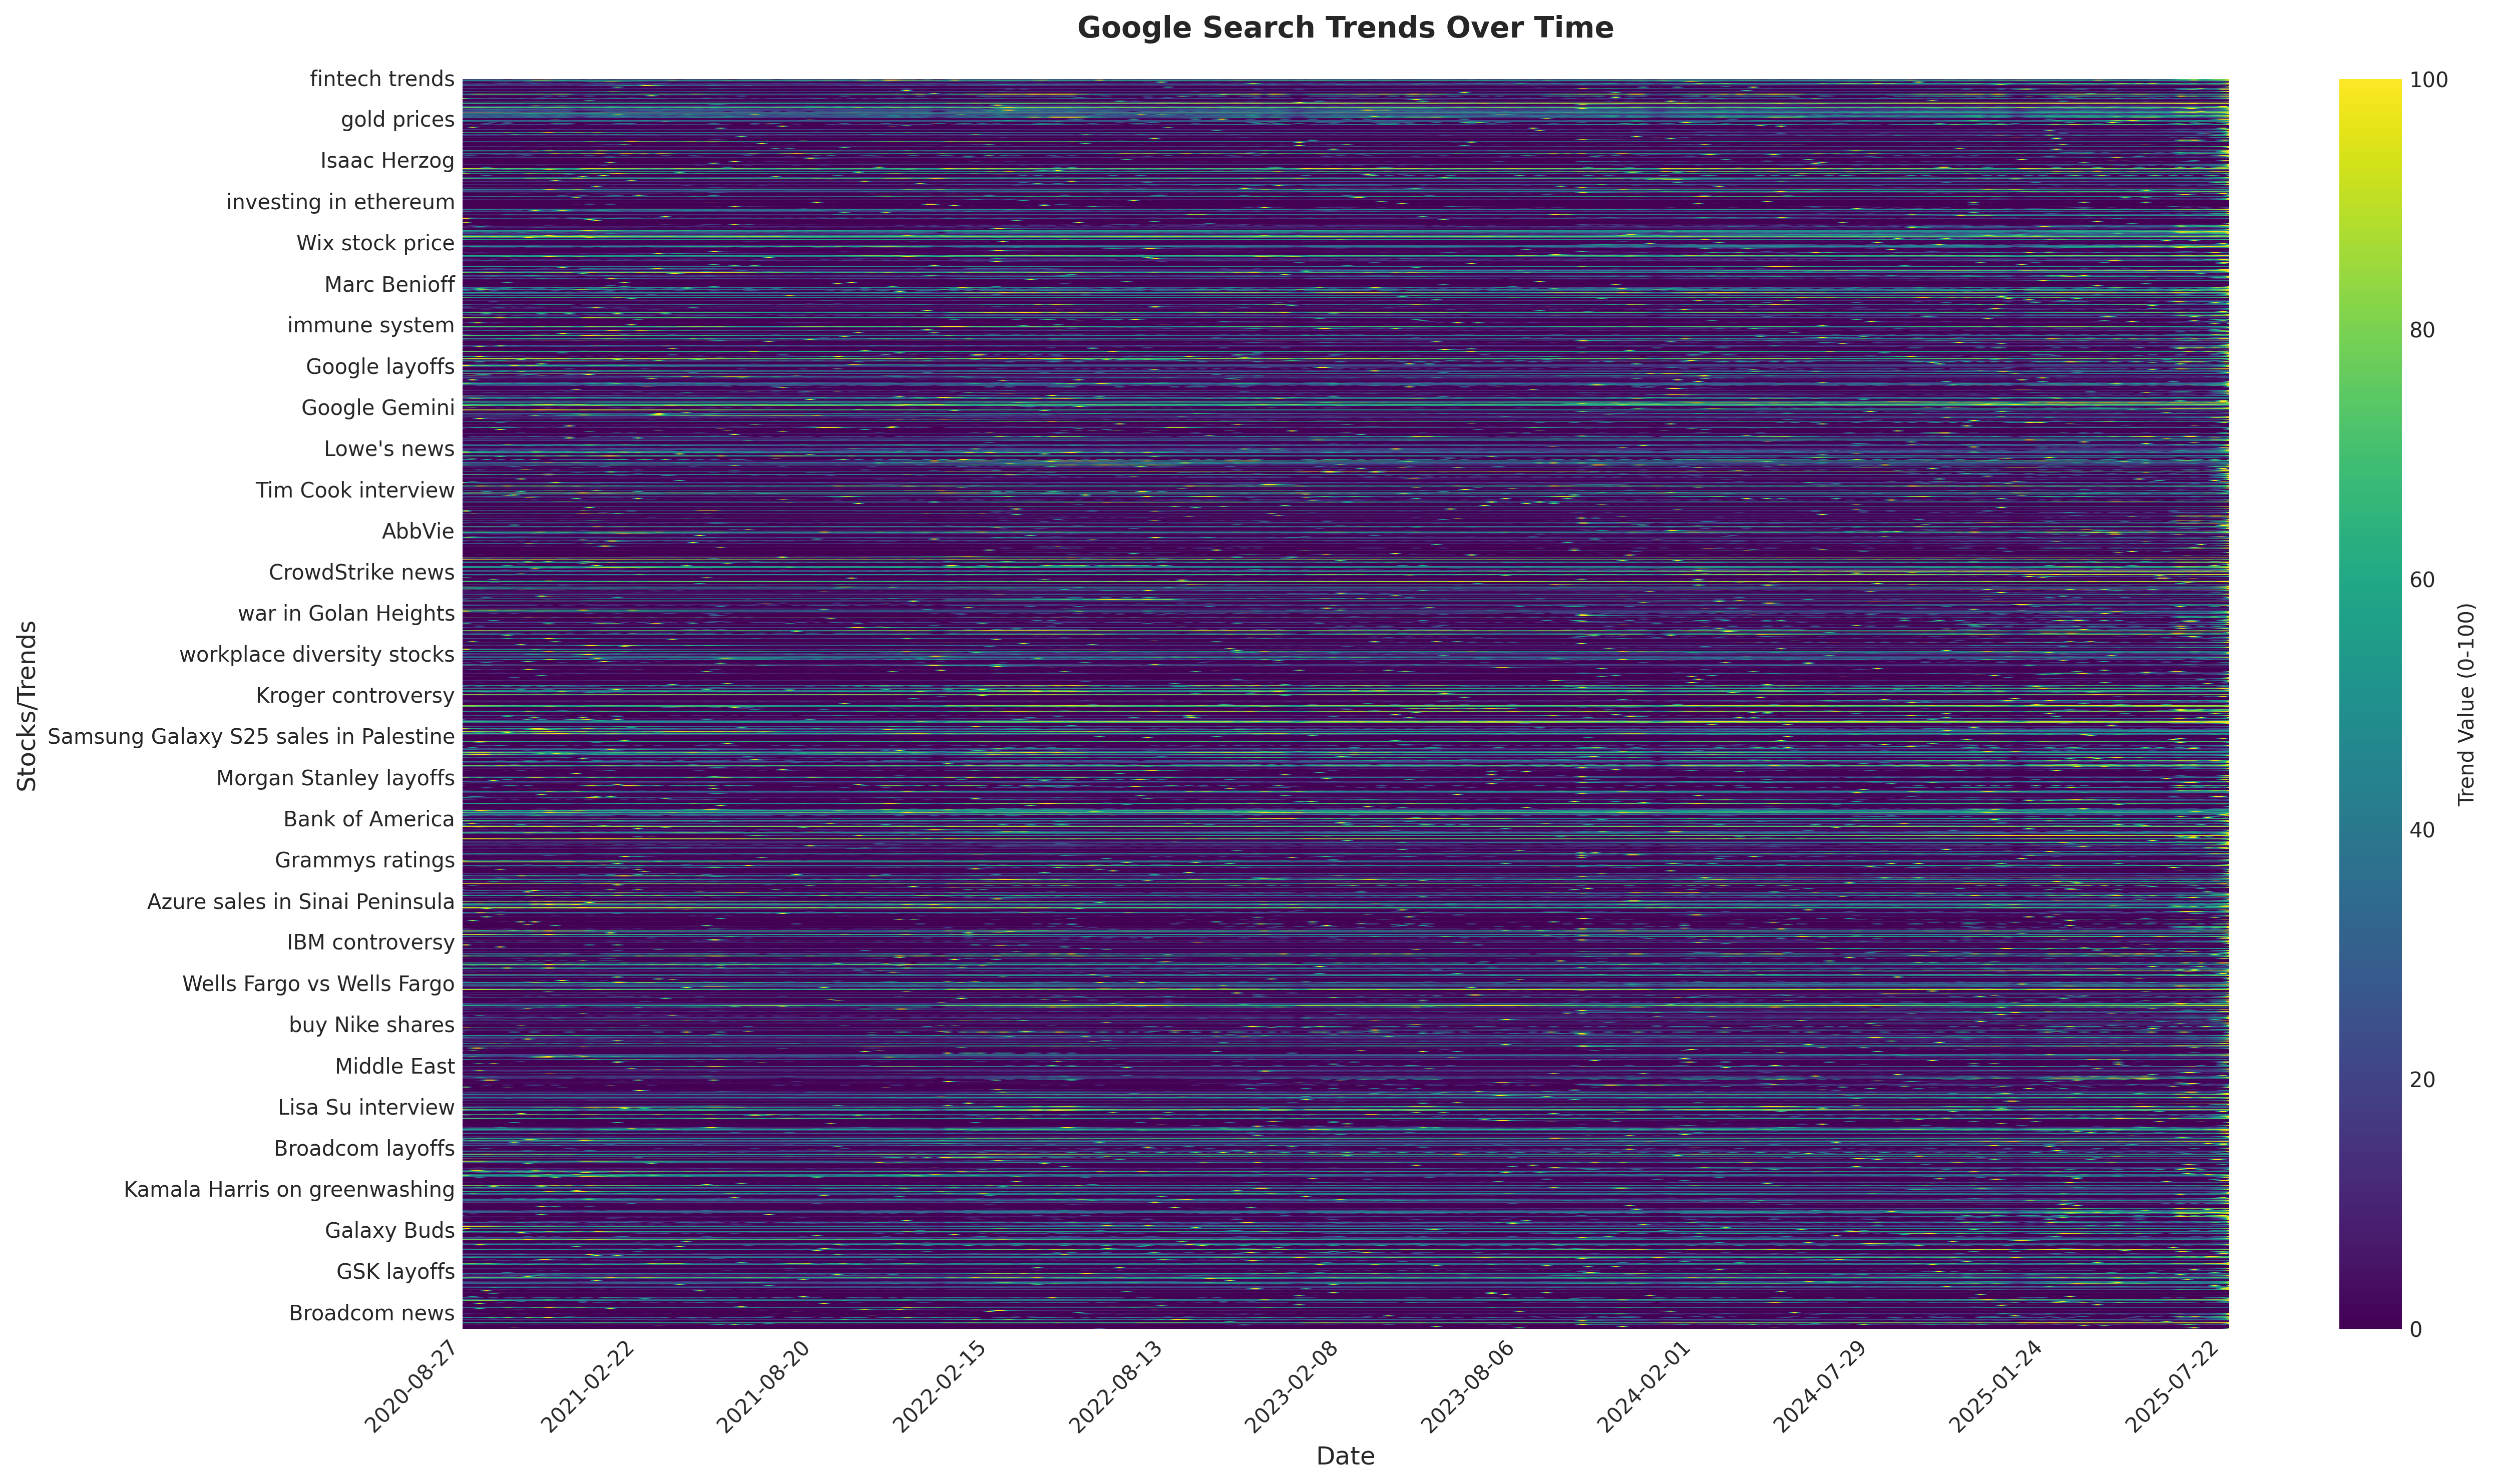 Google Search Trends Over Time
Stocks/Trends
fintech trends
gold prices
Isaac Herzog
investing in ethereum
Wix stock price
Marc Benioff
immune system
Google layoffs
Google Gemini
Lowe's news
Tim Cook interview
AbbVie
CrowdStrike news
war in Golan Heights
workplace diversity stocks
Kroger controversy
Samsung Galaxy S25 sales in Palestine
Morgan Stanley layoffs
Bank of America
Grammys ratings
Azure sales in Sinai Peninsula
IBM controversy
Wells Fargo vs Wells Fargo
buy Nike shares
Middle East
Lisa Su interview
Broadcom layoffs
Kamala Harris on greenwashing
Galaxy Buds
GSK layoffs
Broadcom news
2020-08-27
2021-02-22
2021-08-20
2022-02-15
2022-08-13
2023-02-08
2023-08-06
2024-02-01
2024-07-29
2025-01-24
2025-07-22
Date
100
80
60
40
20
0
Trend Value (0-100)